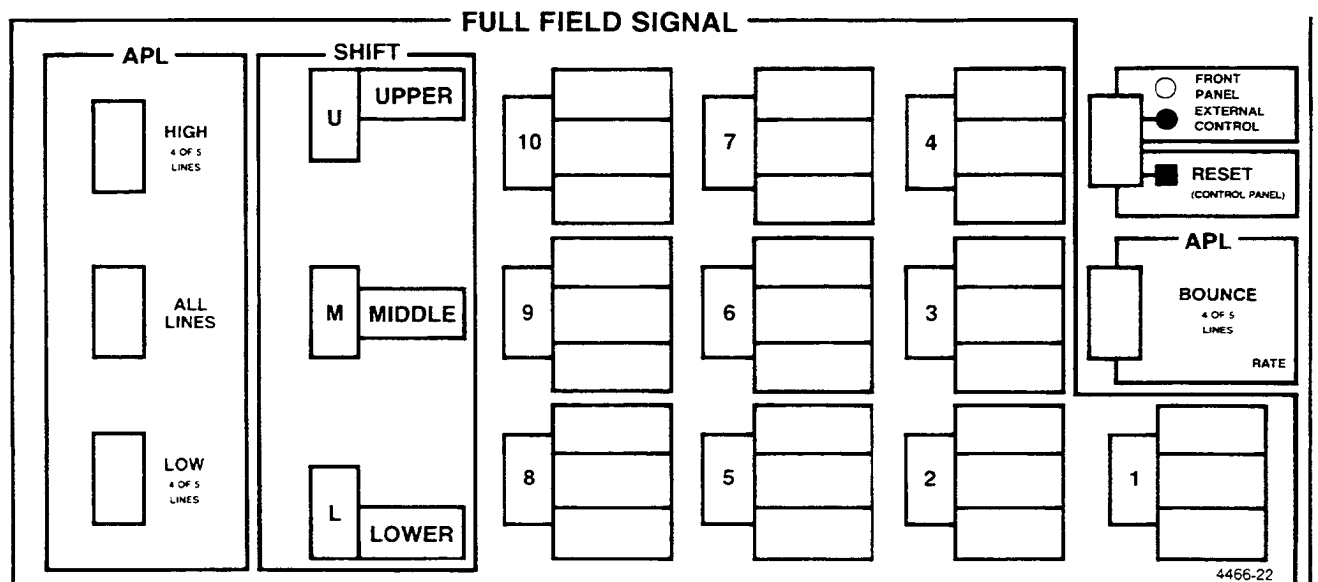 FULL FIELD SIGNAL
APL
HIGH
4 OF 5
LINES
ALL
LINES
LOW
4 OF 5
LINES
SHIFT
U
UPPER
M
MIDDLE
L
LOWER
10
7
4
9
6
3
8
5
2
1
FRONT
PANEL
EXTERNAL
CONTROL
RESET
(CONTROL PANEL)
APL
BOUNCE
4 OF 5
LINES
RATE
4466-22